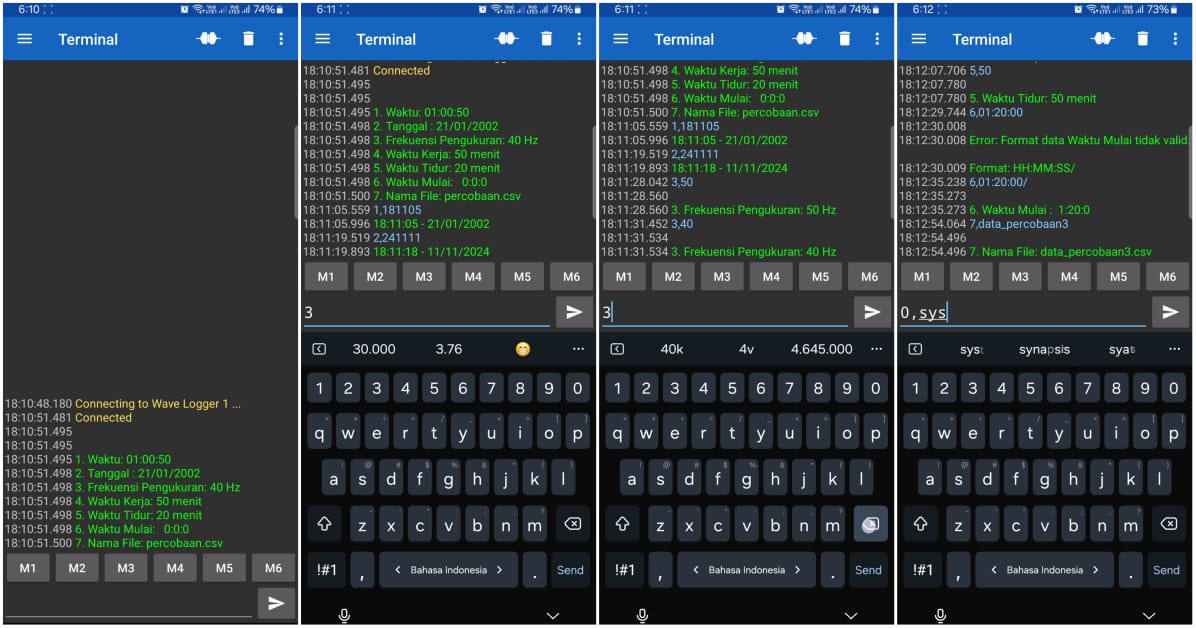 6:10
74%
Terminal
18:10:48.180 Connecting to Wave Logger 1 ...
18:10:51.481 Connected
18:10:51.495
18:10:51.495
18:10:51.495 1. Waktu: 01:00:50
18:10:51.498 2. Tanggal : 21/01/2002
18:10:51.498 3. Frekuensi Pengukuran: 40 Hz
18:10:51.498 4. Waktu Kerja: 50 menit
18:10:51.498 5. Waktu Tidur: 20 menit
18:10:51.498 6. Waktu Mulai: 0:0:0
18:10:51.500 7. Nama File: percobaan.csv
M1 M2 M3 M4 M5 M6
6:11
74%
Terminal
18:10:51.481 Connected
18:10:51.495
18:10:51.495
18:10:51.495 1. Waktu: 01:00:50
18:10:51.498 2. Tanggal : 21/01/2002
18:10:51.498 3. Frekuensi Pengukuran: 40 Hz
18:10:51.498 4. Waktu Kerja: 50 menit
18:10:51.498 5. Waktu Tidur: 20 menit
18:10:51.498 6. Waktu Mulai: 0:0:0
18:10:51.500 7. Nama File: percobaan.csv
18:11:05.559 1,181105
18:11:05.996 18:11:05 - 21/01/2002
18:11:19.519 2,241111
18:11:19.893 18:11:18 - 11/11/2024
M1 M2 M3 M4 M5 M6
3
30.000 3.76 😁 ...
1 2 3 4 5 6 7 8 9 0
q w e r t y u i o p
a s d f g h j k l
z x c v b n m
!#1 , < Bahasa Indonesia > . Send
6:11
74%
Terminal
18:10:51.498 4. Waktu Kerja: 50 menit
18:10:51.498 5. Waktu Tidur: 20 menit
18:10:51.498 6. Waktu Mulai: 0:0:0
18:10:51.500 7. Nama File: percobaan.csv
18:11:05.559 1,181105
18:11:05.996 18:11:05 - 21/01/2002
18:11:19.519 2,241111
18:11:19.893 18:11:18 - 11/11/2024
18:11:28.042 3,50
18:11:28.560
18:11:28.560 3. Frekuensi Pengukuran: 50 Hz
18:11:31.452 3,40
18:11:31.534
18:11:31.534 3. Frekuensi Pengukuran: 40 Hz
M1 M2 M3 M4 M5 M6
3
40k 4v 4.645.000 ...
1 2 3 4 5 6 7 8 9 0
q w e r t y u i o p
a s d f g h j k l
z x c v b n m
!#1 , < Bahasa Indonesia > . Send
6:12
73%
Terminal
18:12:07.706 5,50
18:12:07.780
18:12:07.780 5. Waktu Tidur: 50 menit
18:12:29.744 6,01:20:00
18:12:30.008
18:12:30.008 Error: Format data Waktu Mulai tidak valid.
18:12:30.009 Format: HH:MM:SS/
18:12:35.238 6,01:20:00/
18:12:35.273
18:12:35.273 6. Waktu Mulai : 1:20:0
18:12:54.064 7,data_percobaan3
18:12:54.496
18:12:54.496 7. Nama File: data_percobaan3.csv
M1 M2 M3 M4 M5 M6
0,sys
syst synapsis syas ...
1 2 3 4 5 6 7 8 9 0
q w e r t y u i o p
a s d f g h j k l
z x c v b n m
!#1 , < Bahasa Indonesia > . Send